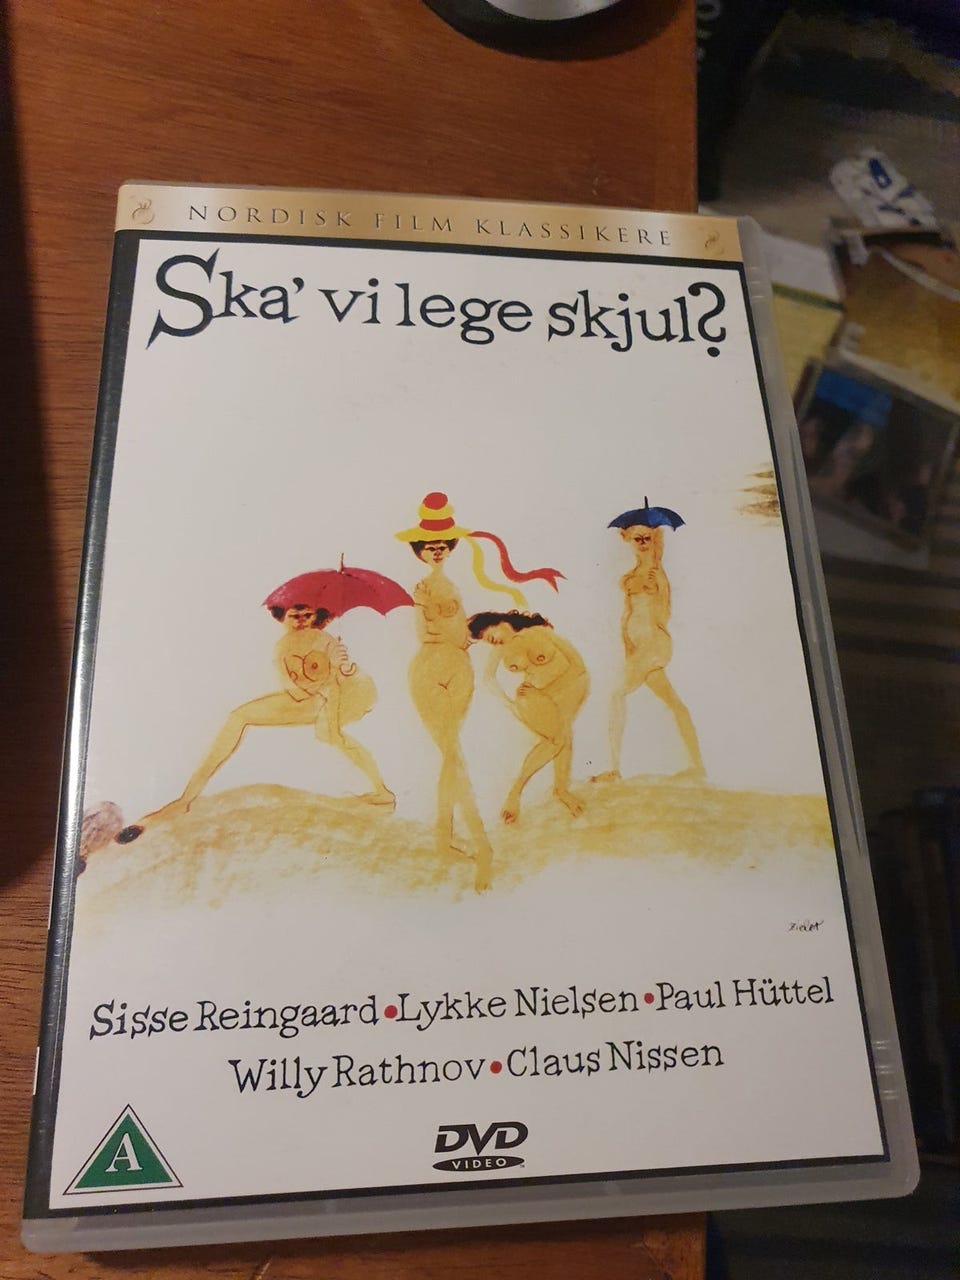 NORDISK FILM KLASSIKERE
Ska' vi lege skjul?
Sisse Reingaard•Lykke Nielsen•Paul Hüttel
Willy Rathnov•Claus Nissen
A
DVD
VIDEO